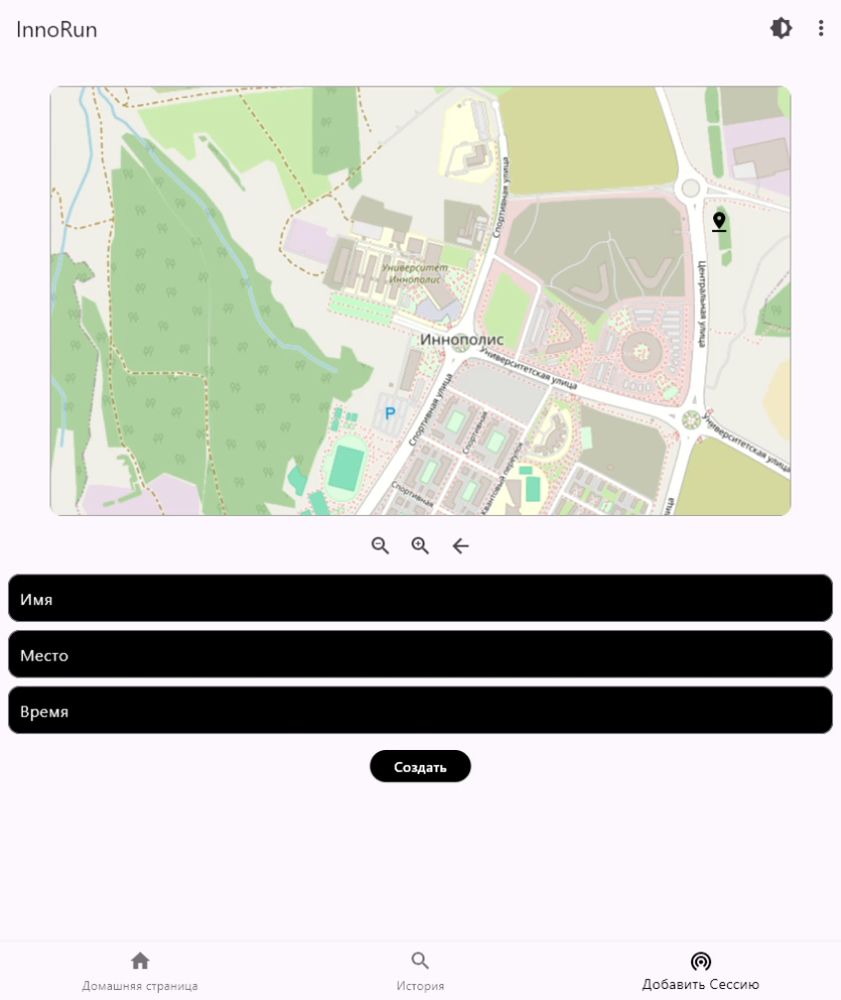 InnoRun
Спортивная улица
Центральная улица
Университет
Иннополис
Иннополис
Университетская улица
P
Спортивная улица
Спортивная
Университетская улица
Квантовый переулок
Спортивная
улица
Имя
Место
Время
Создать
Домашняя страница
История
Добавить Сессию